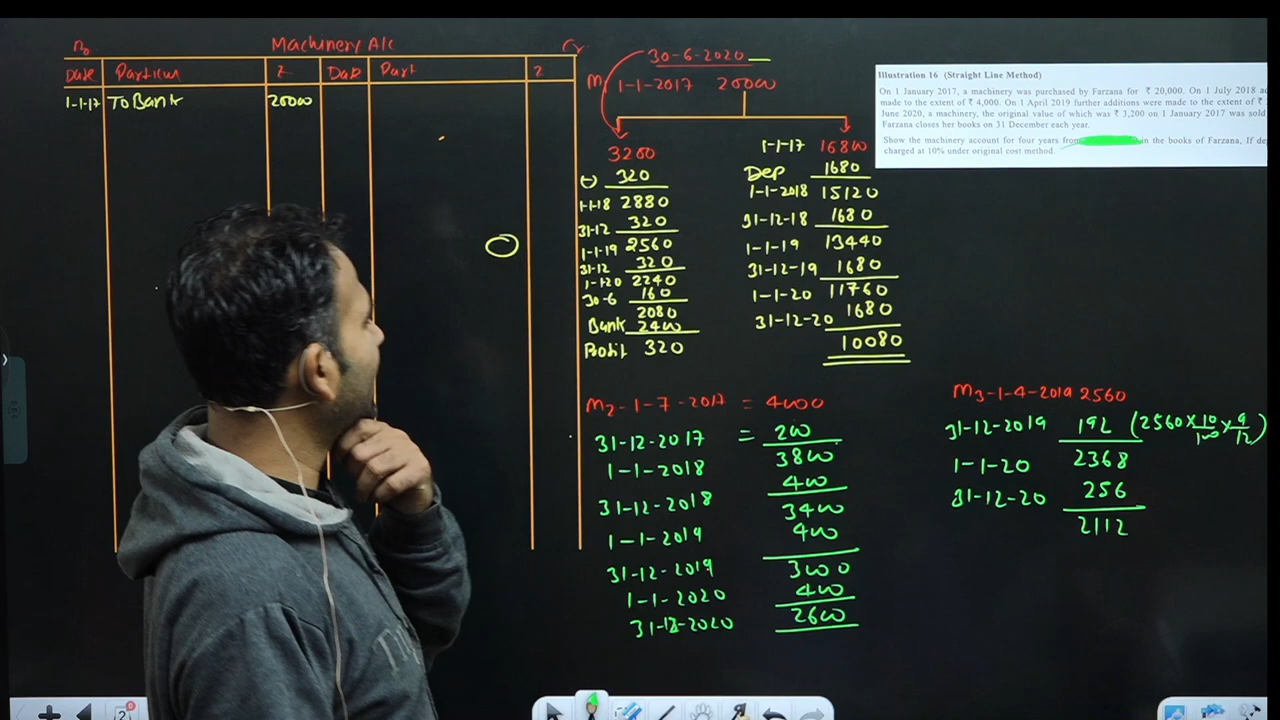 Dr Machinery A/c Cr
Date Particulars ₹ Date Part ₹
1-1-17 To Bank 20000
30-6-2020
1-1-2017 20000
3200
(-) 320
1-1-18 2880
31-12 320
1-1-19 2560
31-12 320
1-1-20 2240
30-6 160
2080
Bank 2400
Profit 320
1-1-17 16800
Dep 1680
1-1-2018 15120
31-12-18 1680
1-1-19 13440
31-12-19 1680
1-1-20 11760
31-12-20 1680
10080
Illustration 16 (Straight Line Method)
On 1 January 2017, a machinery was purchased by Farzana for ₹ 20,000. On 1 July 2018 ad
made to the extent of ₹ 4,000. On 1 April 2019 further additions were made to the extent of ₹
June 2020, a machinery, the original value of which was ₹ 3,200 on 1 January 2017 was sold
Farzana closes her books on 31 December each year.
Show the machinery account for four years from in the books of Farzana, If de
charged at 10% under original cost method.
M2-1-7-2017 = 4000
31-12-2017 = 200
1-1-2018 3800
31-12-2018 400
3400
1-1-2019 400
31-12-2019 3000
1-1-2020 400
31-12-2020 2600
M3-1-4-2019 2560
31-12-2019 192 (2560×10/100×9/12)
1-1-20 2368
31-12-20 256
2112